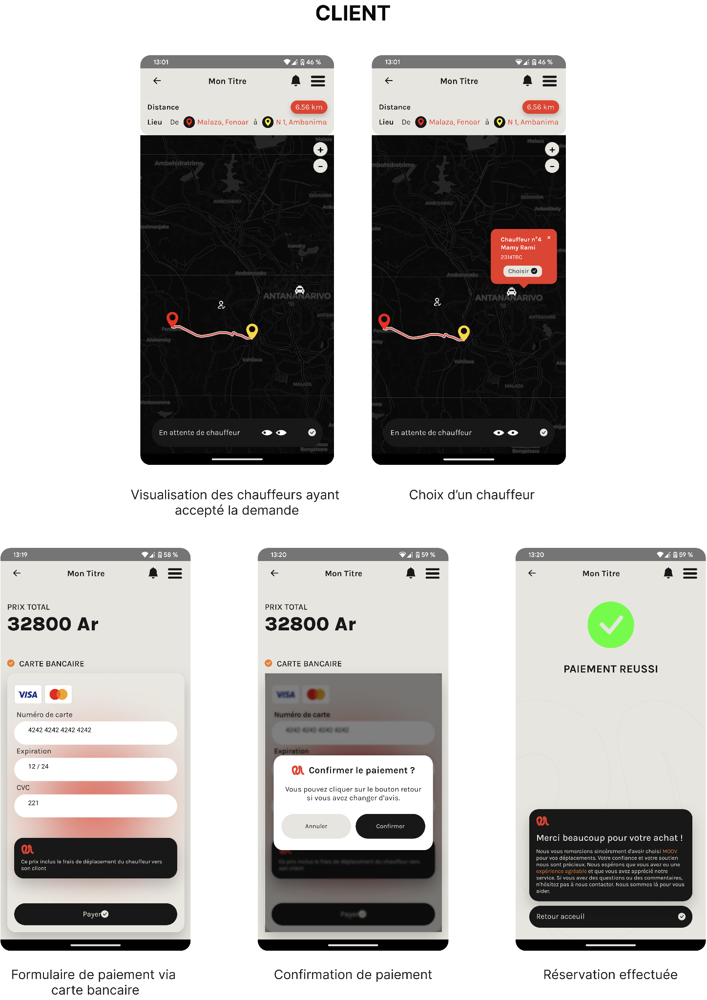 CLIENT
13:01
46 %
Mon Titre
Distance
6.56 km
Lieu De Malaza, Fenoar à N 1, Ambanima
Malaza
+
Ambohidratrimo
-
SERANINA
AMBOHIBAO
Anka
osimanjaka
Ivandry
Andranovaky
ANTANANARIVO
ANTSAH
Fenoariv
Alakamisy
Vahilava
MALAZA
Vontovorona
En attente de chauffeur
Bongatsara
13:01
46 %
Mon Titre
Distance
6.56 km
Lieu De Malaza, Fenoar à N 1, Ambanima
Malaza
+
mbohidratrimo
-
SERANINA
AMBOHIBAO
Ankadikely
aka
Chauffeur n°4
Mamy Rami
2314TBC
Choisir
Andranovaky
ANTANANARIVO
ANTSAHABE
misy
Vahilava
Alas
MALAZA
rona
En attente de chauffeur
Bongatsara
Visualisation des chauffeurs ayant
accepté la demande
Choix d’un chauffeur
13:19
58 %
Mon Titre
PRIX TOTAL
32800 Ar
CARTE BANCAIRE
VISA
Numéro de carte
4242 4242 4242 4242
Expiration
12 / 24
CVC
221
Ce prix inclus le frais de déplacement du chauffeur vers
son client
Payer
Formulaire de paiement via
carte bancaire
13:20
59 %
Mon Titre
PRIX TOTAL
32800 Ar
CARTE BANCAIRE
VISA
Numéro de carte
4242 4242 4242 4242
Expiration
Confirmer le paiement ?
Vous pouvez cliquer sur le bouton retour
si vous avez changer d'avis.
Annuler
Confirmer
Ce prix inclus le frais de déplacement du chauffeur vers
son client
Payer
Confirmation de paiement
13:20
59 %
Mon Titre
PAIEMENT REUSSI
Merci beaucoup pour votre achat !
Nous vous remercions sincèrement d'avoir choisi MOOV
pour vos déplacements. Votre confiance et votre soutien
nous sont précieux. Nous espérons que vous avez eu une
expérience agréable et que vous avez apprécié notre
service. Si vous avez des questions ou des commentaires,
n'hésitez pas à nous contacter. Nous sommes là pour vous
aider.
Retour acceuil
Réservation effectuée